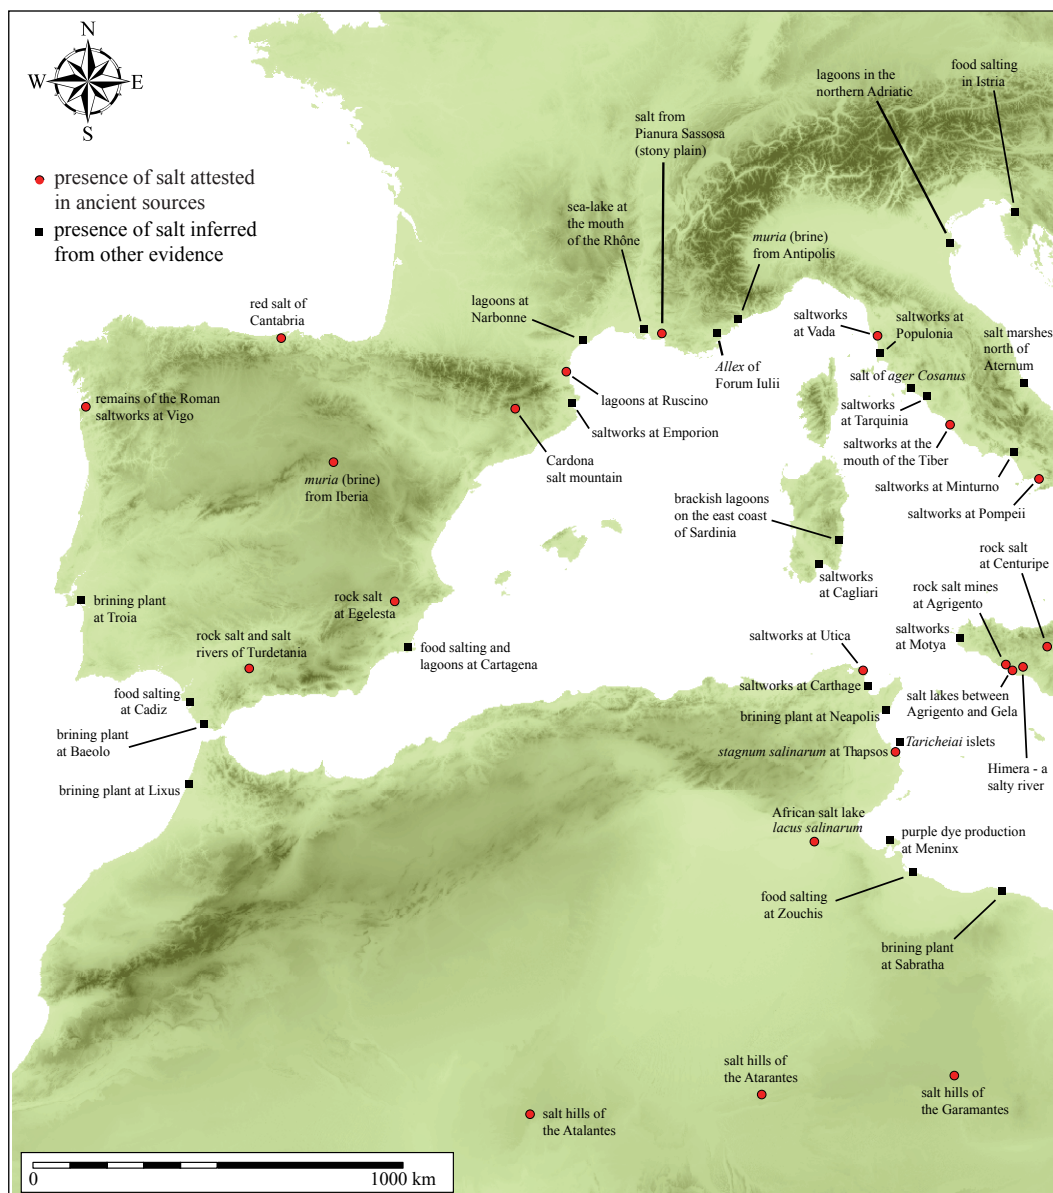 N
W
E
S
presence of salt attested
in ancient sources
presence of salt inferred
from other evidence
food salting
in Istria
lagoons in the
northern Adriatic
salt from
Pianura Sassosa
(stony plain)
sea-lake at
the mouth
of the Rhône
muria (brine)
from Antipolis
red salt of
Cantabria
lagoons at
Narbonne
saltworks
at Vada
saltworks at
Populonia
salt marshes
north of
Aternum
Allex of
Forum Iulii
salt of ager Cosanus
remains of the Roman
saltworks at Vigo
lagoons at Ruscino
saltworks
at Tarquinia
saltworks at Emporion
saltworks at the
mouth of the Tiber
Cardona
salt mountain
muria (brine)
from Iberia
saltworks at Minturno
brackish lagoons
on the east coast
of Sardinia
saltworks at Pompeii
rock salt
at Centuripe
saltworks
at Cagliari
rock salt mines
at Agrigento
brining plant
at Troia
rock salt
at Egelesta
saltworks
at Motya
rock salt and salt
rivers of Turdetania
food salting and
lagoons at Cartagena
saltworks at Utica
food salting
at Cadiz
saltworks at Carthage
salt lakes between
Agrigento and Gela
brining plant at Neapolis
brining plant
at Baeolo
Taricheiai islets
stagnum salinarum at Thapsos
Himera - a
salty river
brining plant at Lixus
African salt lake
lacus salinarum
purple dye production
at Meninx
food salting
at Zouchis
brining plant
at Sabratha
salt hills of
the Atarantes
salt hills of
the Garamantes
salt hills of
the Atalantes
0
1000 km